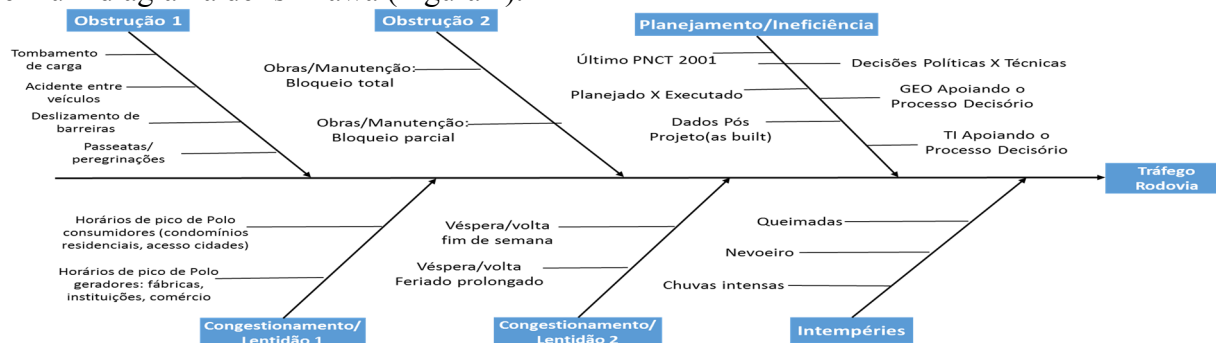 Obstrução 1
Obstrução 2
Planejamento/Ineficiência
Tombamento
de carga
Acidente entre
veículos
Deslizamento de
barreiras
Passeatas/
peregrinações
Obras/Manutenção:
Bloqueio total
Obras/Manutenção:
Bloqueio parcial
Último PNCT 2001
Planejado X Executado
Dados Pós
Projeto(as built)
Decisões Políticas X Técnicas
GEO Apoiando o
Processo Decisório
TI Apoiando o
Processo Decisório
Tráfego
Rodovia
Horários de pico de Polo
consumidores (condomínios
residenciais, acesso cidades)
Horários de pico de Polo
geradores: fábricas,
instituições, comércio
Véspera/volta
fim de semana
Véspera/volta
Feriado prolongado
Queimadas
Nevoeiro
Chuvas intensas
Congestionamento/
Lentidão 1
Congestionamento/
Lentidão 2
Intempéries